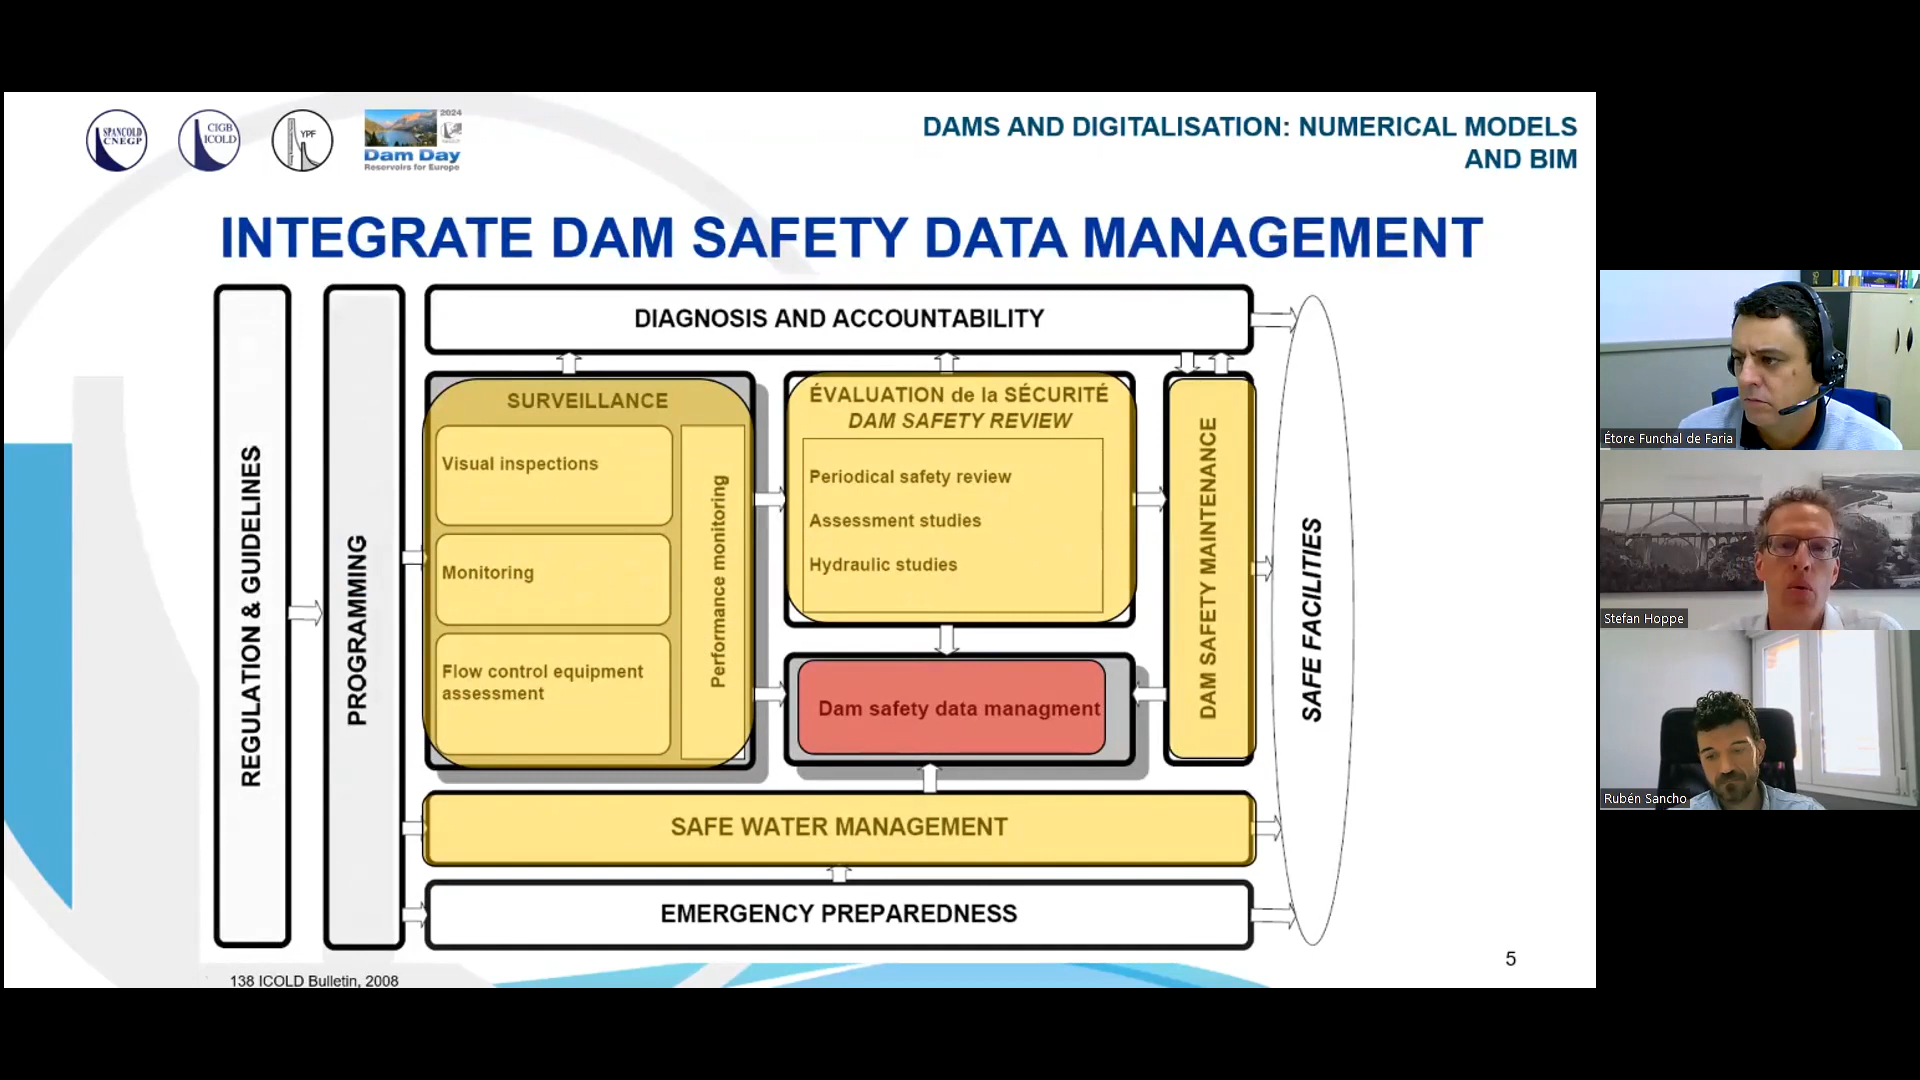 SPANCOLD
CNEGP
CIGB
ICOLD
YPF
2024
Dam Day
Reservoirs for Europe
DAMS AND DIGITALISATION: NUMERICAL MODELS
AND BIM
INTEGRATE DAM SAFETY DATA MANAGEMENT
REGULATION & GUIDELINES
PROGRAMMING
DIAGNOSIS AND ACCOUNTABILITY
SURVEILLANCE
Visual inspections
Monitoring
Flow control equipment
assessment
Performance monitoring
ÉVALUATION de la SÉCURITÉ
DAM SAFETY REVIEW
Periodical safety review
Assessment studies
Hydraulic studies
Dam safety data managment
DAM SAFETY MAINTENANCE
SAFE FACILITIES
SAFE WATER MANAGEMENT
EMERGENCY PREPAREDNESS
5
138 ICOLD Bulletin, 2008
Étore Funchal de Faria
Stefan Hoppe
Rubén Sancho